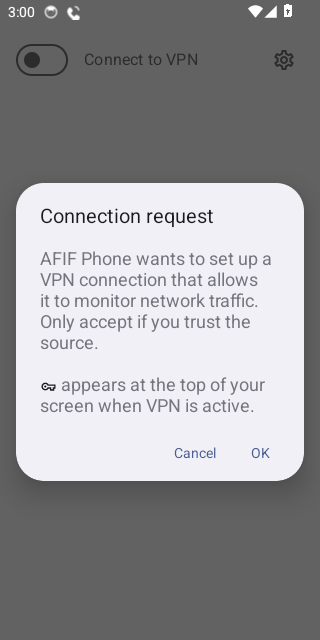 3:00
Connect to VPN
Connection request
AFIF Phone wants to set up a
VPN connection that allows
it to monitor network traffic.
Only accept if you trust the
source.
appears at the top of your
screen when VPN is active.
Cancel OK